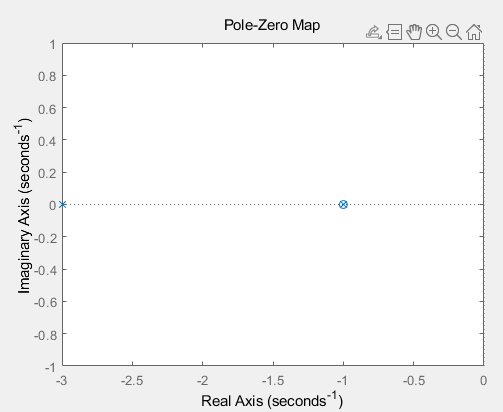 Pole-Zero Map
1
0.8
0.6
0.4
0.2
0
-0.2
-0.4
-0.6
-0.8
-1
Imaginary Axis (seconds⁻¹)
-3 -2.5 -2 -1.5 -1 -0.5 0
Real Axis (seconds⁻¹)